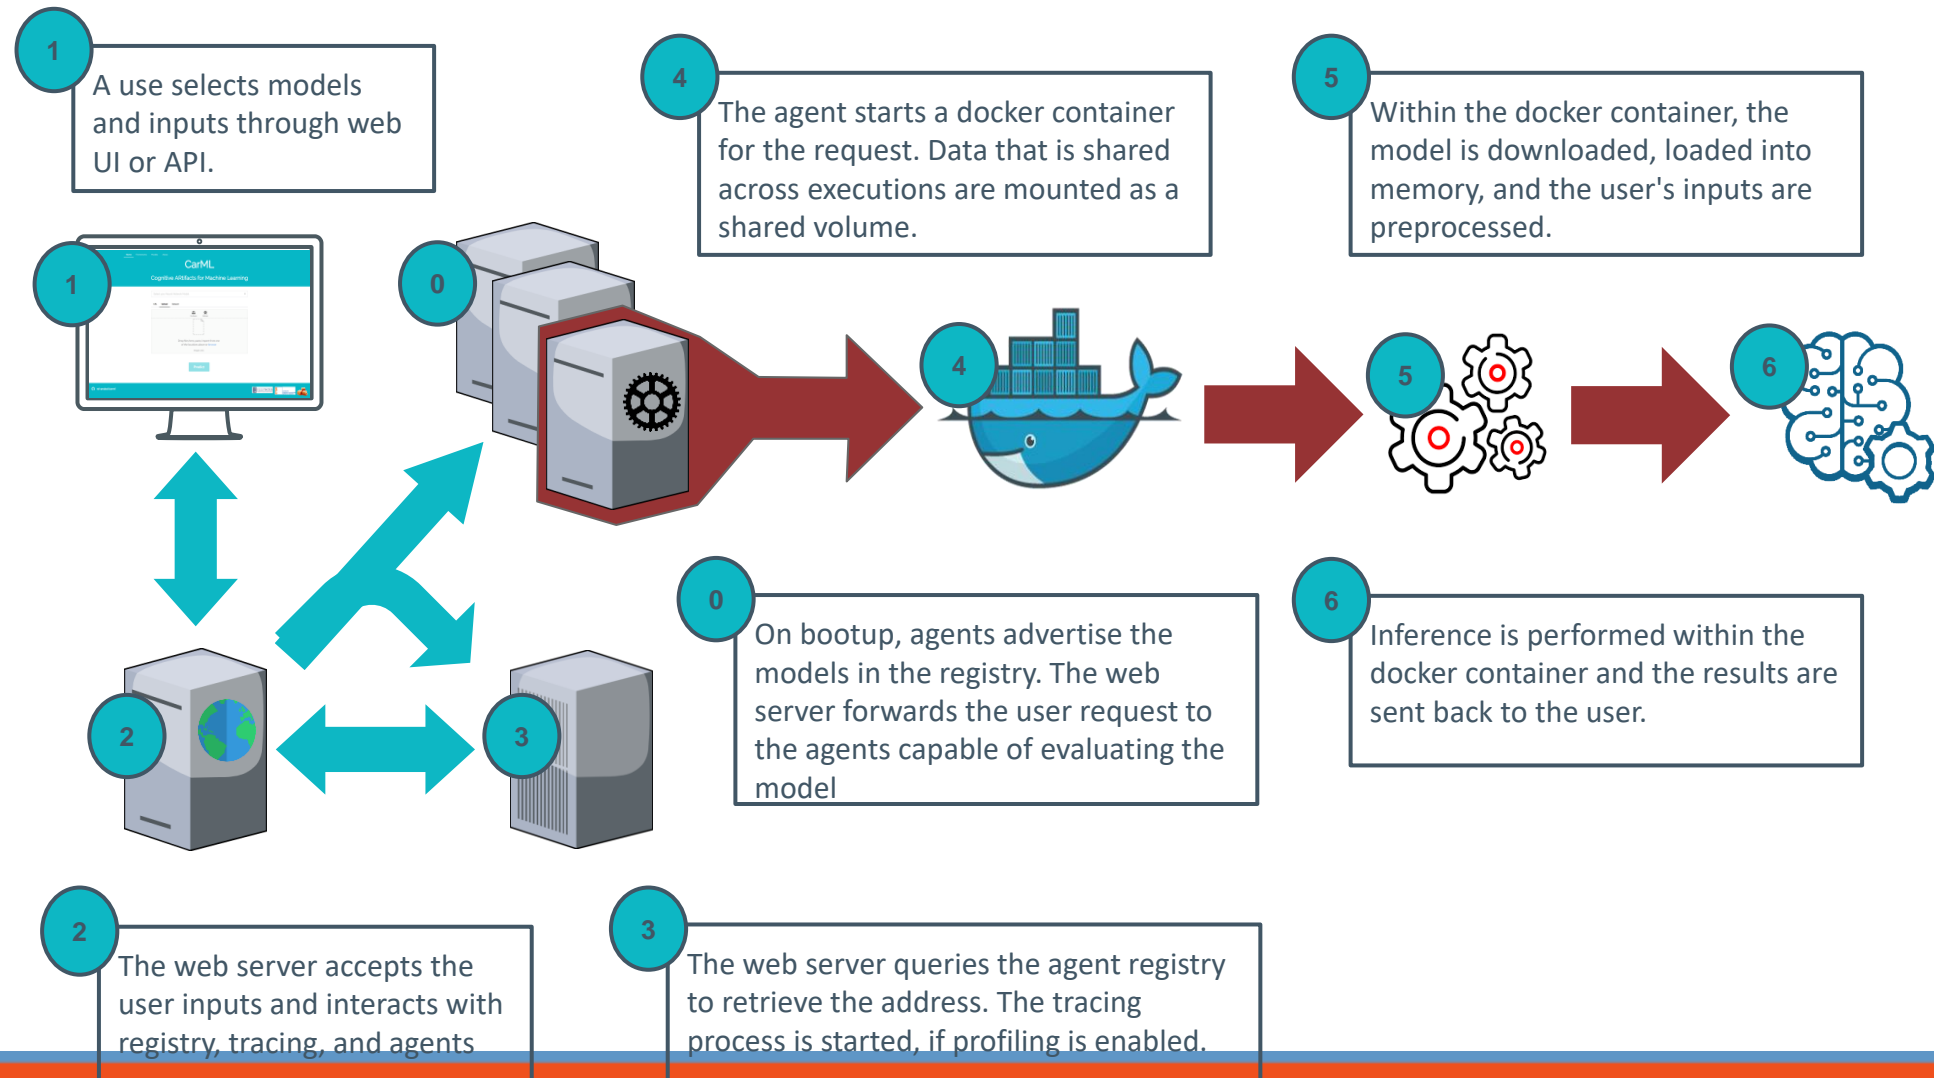 1
A use selects models
and inputs through web
UI or API.
4
The agent starts a docker container
for the request. Data that is shared
across executions are mounted as a
shared volume.
5
Within the docker container, the
model is downloaded, loaded into
memory, and the user's inputs are
preprocessed.
1
CarML
Cognitive ARtifacts for Machine Learning
0
4
5
6
2
3
0
On bootup, agents advertise the
models in the registry. The web
server forwards the user request to
the agents capable of evaluating the
model
6
Inference is performed within the
docker container and the results are
sent back to the user.
2
The web server accepts the
user inputs and interacts with
registry, tracing, and agents
3
The web server queries the agent registry
to retrieve the address. The tracing
process is started, if profiling is enabled.